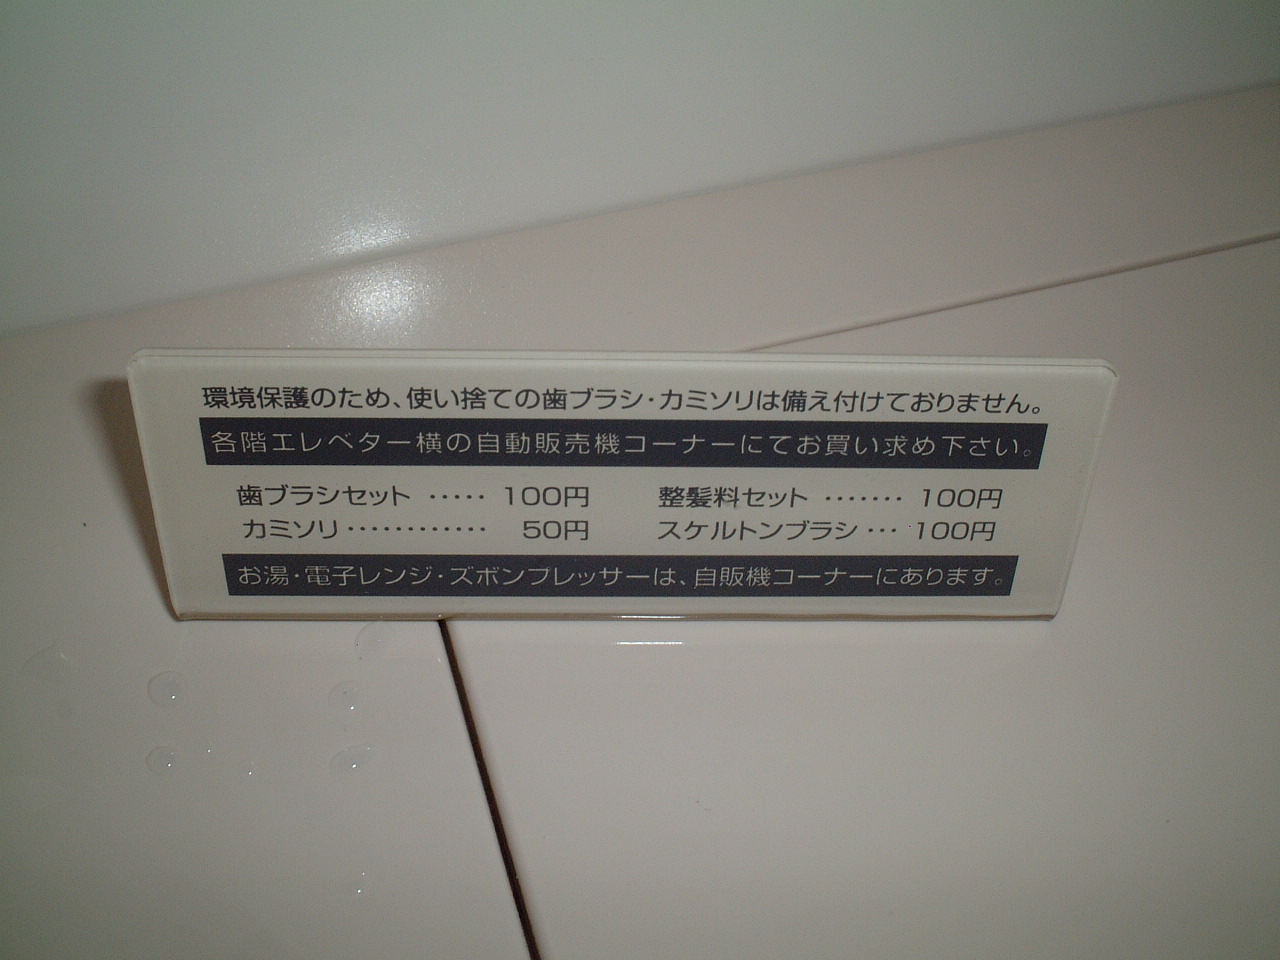 環境保護のため、使い捨ての歯ブラシ・カミソリは備え付けておりません。
各階エレベター横の自動販売機コーナーにてお買い求め下さい。
歯ブラシセット ····· 100円 整髪料セット ······· 100円
カミソリ ············ 50円 スケルトンブラシ ··· 100円
お湯・電子レンジ・ズボンプレッサーは、自販機コーナーにあります。